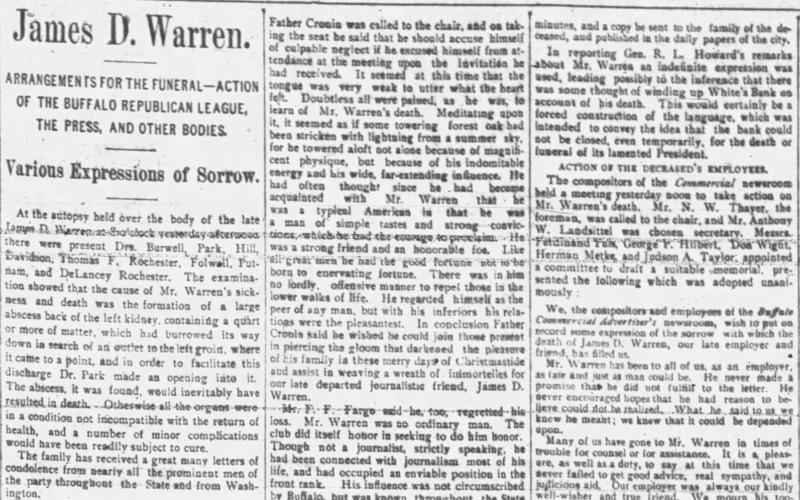 James D. Warren.
ARRANGEMENTS FOR THE FUNERAL—ACTION
OF THE BUFFALO REPUBLICAN LEAGUE,
THE PRESS, AND OTHER BODIES.
Various Expressions of Sorrow.
At the autopsy held over the body of the late
James D. Warren at 3 o'clock yesterday afternoon
there were present Drs. Burwell, Park, Hill,
Davidson, Thomas F. Rochester, Folwell, Put-
nam, and DeLancey Rochester. The examina-
tion showed that the cause of Mr. Warren's sick-
ness and death was the formation of a large
abscess back of the left kidney, containing a quart
or more of matter, which had burrowed its way
down in search of an outlet to the left groin, where
it came to a point, and in order to facilitate this
discharge Dr. Park made an opening into it.
The abscess, it was found, would inevitably have
resulted in death. Otherwise all the organs were
in a condition not incompatible with the return of
health, and a number of minor complications
would have been readily subject to cure.
The family has received a great many letters of
condolence from nearly all the prominent men of
the party throughout the State and from Wash-
ington.
Father Cronin was called to the chair, and on tak-
ing the seat he said that he should accuse himself
of culpable neglect if he excused himself from at-
tendance at the meeting upon the invitation he
had received. It seemed at this time that the
tongue was very weak to utter what the heart
felt. Doubtless all were pained, as he was, to
learn of Mr. Warren's death. Meditating upon
it, it seemed as if some towering forest oak had
been stricken with lightning from a summer sky,
for he towered aloft not alone because of magnifi-
cent physique, but because of his indomitable
energy and his wide, far-extending influence. He
had often thought since he had become
acquainted with Mr. Warren that he
was a typical American in that he was
a man of simple tastes and strong convic-
tions, which he had the courage to proclaim. He
was a strong friend and an honorable foe. Like
all great men he had the good fortune not to be
born to enervating fortune. There was in him
no lordly, offensive manner to repel those in the
lower walks of life. He regarded himself as the
peer of any man, but with his inferiors his rela-
tions were the pleasantest. In conclusion Father
Cronin said he wished he could join those present
in piercing the gloom that darkened the pleasure
of his family in these merry days of Christmastide
and assist in weaving a wreath of immortelles for
our late departed journalistic friend, James D.
Warren.
Mr. F. F. Fargo said he, too, regretted his
loss. Mr. Warren was no ordinary man. The
club did itself honor in seeking to do him honor.
Though not a journalist, strictly speaking, he
had been connected with journalism most of his
life, and had occupied an enviable position in the
front rank. His influence was not circumscribed
by Buffalo, but was known throughout the State
minutes, and a copy be sent to the family of the de-
ceased, and published in the daily papers of the city.
In reporting Gen. R. L. Howard's remarks
about Mr. Warren an indefinite expression was
used, leading possibly to the inference that there
was some thought of winding up White's Bank on
account of his death. This would certainly be a
forced construction of the language, which was
intended to convey the idea that the bank could
not be closed, even temporarily, for the death or
funeral of its lamented President.
ACTION OF THE DECEASED'S EMPLOYEES.
The compositors of the Commercial newsroom
held a meeting yesterday noon to take action on
Mr. Warren's death. Mr. N. W. Thayer, the
foreman, was called to the chair, and Mr. Anthony
W. Landsittel was chosen secretary. Messrs.
Ferdinand Fuls, George F. Hilbert, Don Wight,
Herman Metke, and Judson A. Taylor, appointed
a committee to draft a suitable memorial, pre-
sented the following which was adopted unani-
mously:
We, the compositors and employees of the Buffalo
Commercial Advertiser's newsroom, wish to put on
record some expression of the sorrow with which the
death of James D. Warren, our late employer and
friend, has filled us.
Mr. Warren has been to all of us, as an employer,
as fair and just as man could be. He never made a
promise that he did not fulfill to the letter. He
never encouraged hopes that he had reason to be-
lieve could not be realized. What he said to us we
knew he meant; we knew that it could be depended
upon.
Many of us have gone to Mr. Warren in times of
trouble for counsel or for assistance. It is a pleas-
ure, as well as a duty, to say at this time that we
never failed to get good advice, real sympathy, and
judicious aid. Our employer was always our kindly
well-wisher and true friend. We mourn his